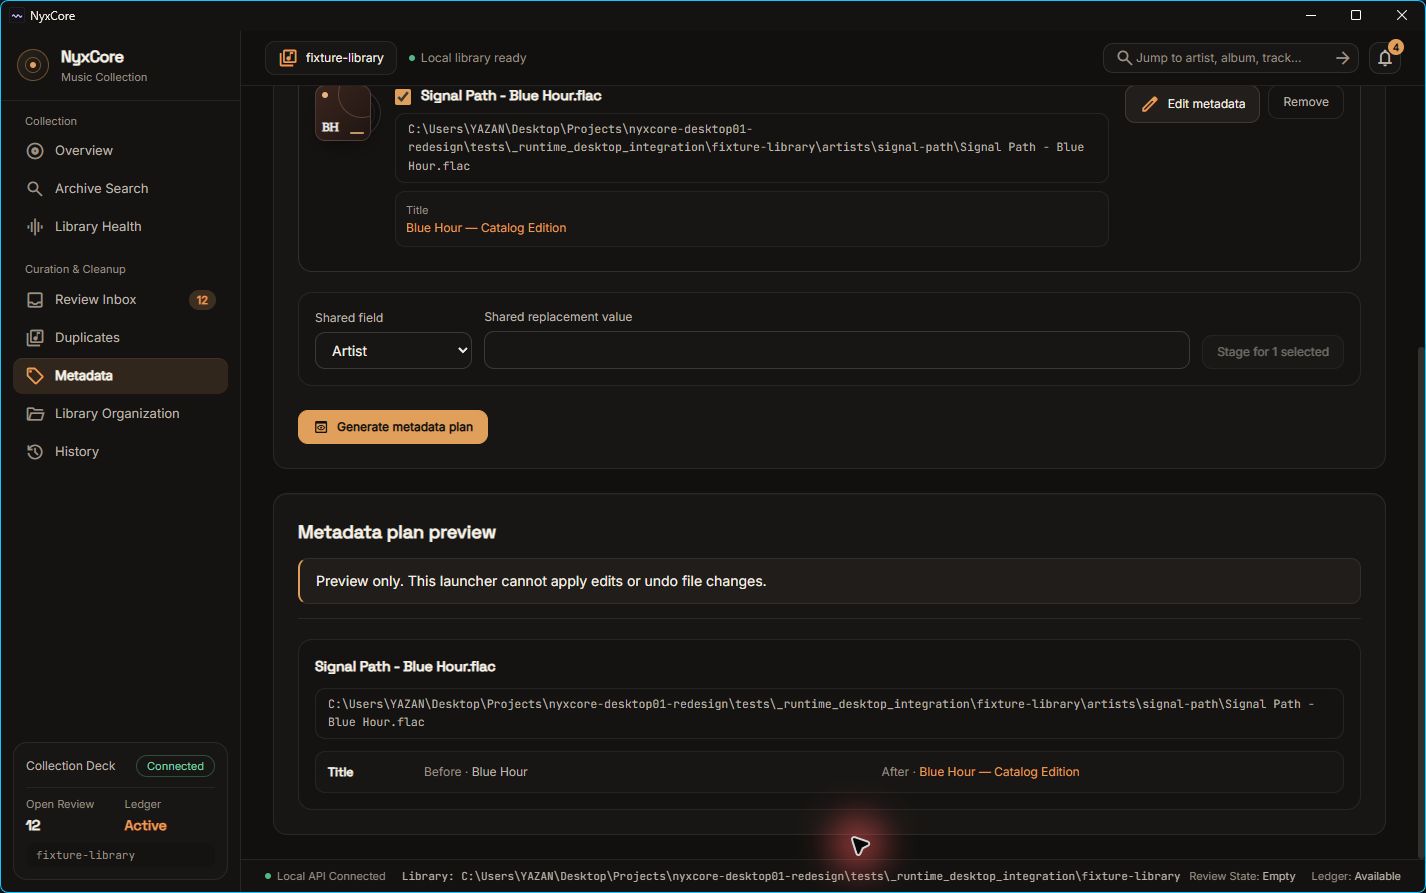 NyxCore
NyxCore
Music Collection
fixture-library
Local library ready
Jump to artist, album, track...
4
Collection
Overview
Archive Search
Library Health
Curation & Cleanup
Review Inbox
12
Duplicates
Metadata
Library Organization
History
Collection Deck
Connected
Open Review
Ledger
12
Active
fixture-library
BH
Signal Path - Blue Hour.flac
Edit metadata
Remove
C:\Users\YAZAN\Desktop\Projects\nyxcore-desktop01-
redesign\tests\_runtime_desktop_integration\fixture-library\artists\signal-path\Signal Path - Blue
Hour.flac
Title
Blue Hour — Catalog Edition
Shared field
Shared replacement value
Artist
Stage for 1 selected
Generate metadata plan
Metadata plan preview
Preview only. This launcher cannot apply edits or undo file changes.
Signal Path - Blue Hour.flac
C:\Users\YAZAN\Desktop\Projects\nyxcore-desktop01-redesign\tests\_runtime_desktop_integration\fixture-library\artists\signal-path\Signal Path -
Blue Hour.flac
Title
Before · Blue Hour
After · Blue Hour — Catalog Edition
Local API Connected
Library: C:\Users\YAZAN\Desktop\Projects\nyxcore-desktop01-redesign\tests\_runtime_desktop_integration\fixture-library
Review State: Empty
Ledger: Available